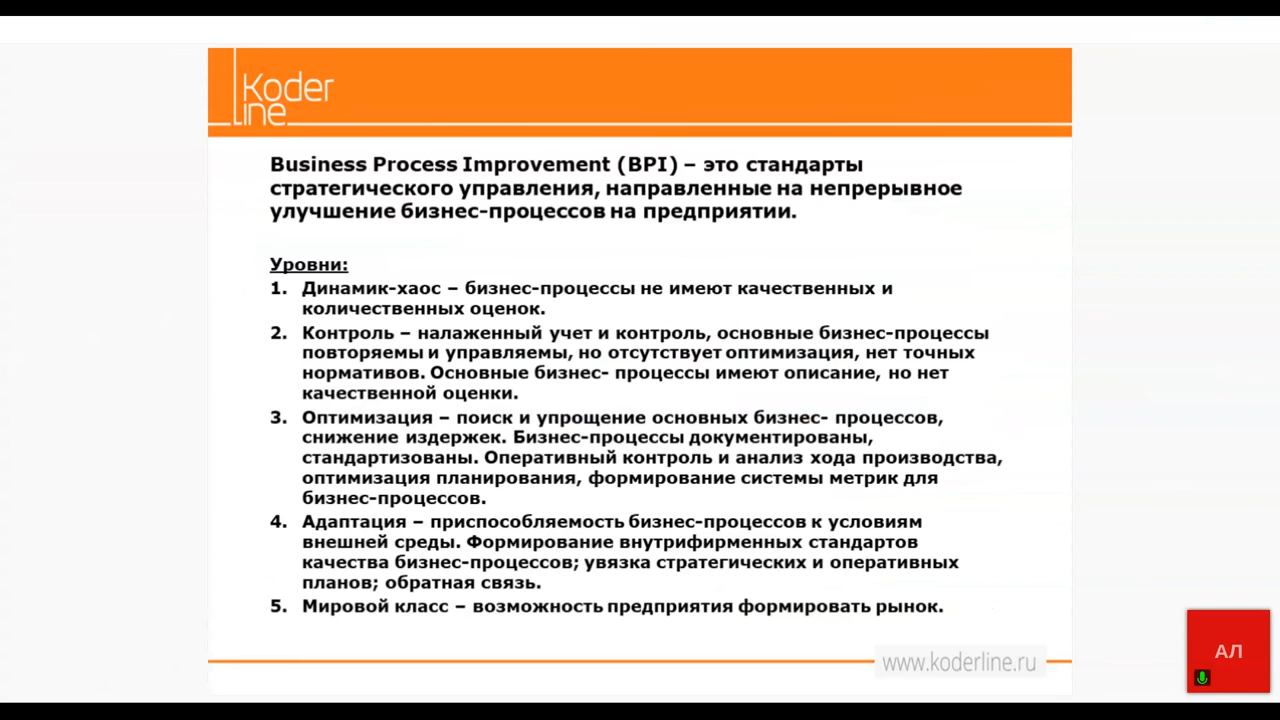 Koder
line
Business Process Improvement (BPI) – это стандарты
стратегического управления, направленные на непрерывное
улучшение бизнес-процессов на предприятии.
Уровни:
1. Динамик-хаос – бизнес-процессы не имеют качественных и
количественных оценок.
2. Контроль – налаженный учет и контроль, основные бизнес-процессы
повторяемы и управляемы, но отсутствует оптимизация, нет точных
нормативов. Основные бизнес- процессы имеют описание, но нет
качественной оценки.
3. Оптимизация – поиск и упрощение основных бизнес- процессов,
снижение издержек. Бизнес-процессы документированы,
стандартизованы. Оперативный контроль и анализ хода производства,
оптимизация планирования, формирование системы метрик для
бизнес-процессов.
4. Адаптация – приспособляемость бизнес-процессов к условиям
внешней среды. Формирование внутрифирменных стандартов
качества бизнес-процессов; увязка стратегических и оперативных
планов; обратная связь.
5. Мировой класс – возможность предприятия формировать рынок.
www.koderline.ru
АЛ